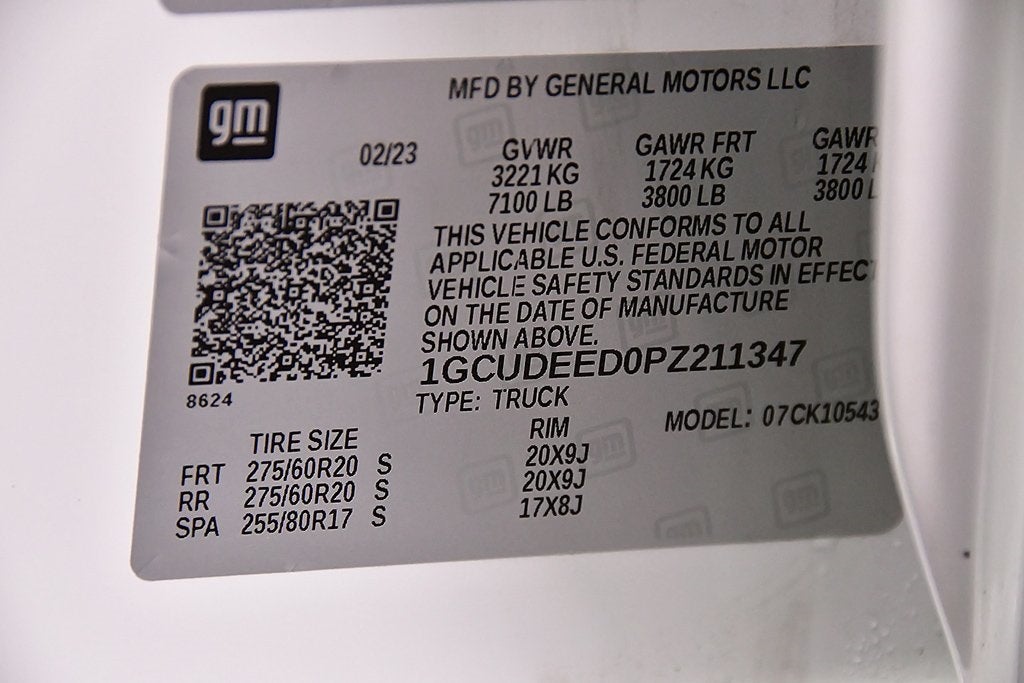 gm
MFD BY GENERAL MOTORS LLC
02/23
GVWR GAWR FRT GAWR
3221 KG 1724 KG 1724
7100 LB 3800 LB 3800 L
THIS VEHICLE CONFORMS TO ALL
APPLICABLE U.S. FEDERAL MOTOR
VEHICLE SAFETY STANDARDS IN EFFEC
ON THE DATE OF MANUFACTURE
SHOWN ABOVE.
1GCUDEED0PZ211347
8624
TYPE: TRUCK
MODEL: 07CK10543
TIRE SIZE RIM
FRT 275/60R20 S 20X9J
RR 275/60R20 S 20X9J
SPA 255/80R17 S 17X8J